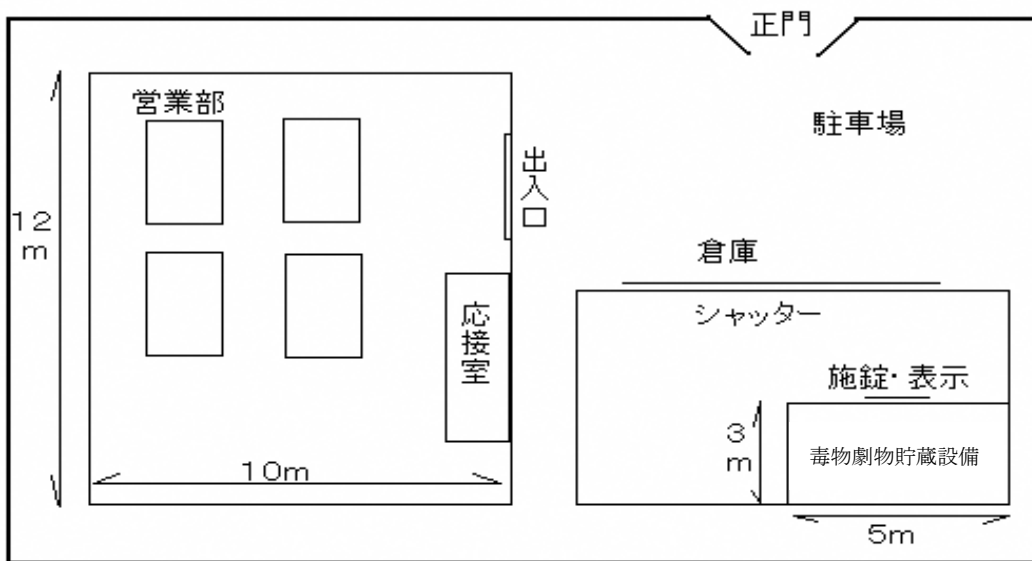 正門
営業部
駐車場
出入口
12m
倉庫
シャッター
応接室
施錠・表示
3m
毒物劇物貯蔵設備
10m
5m